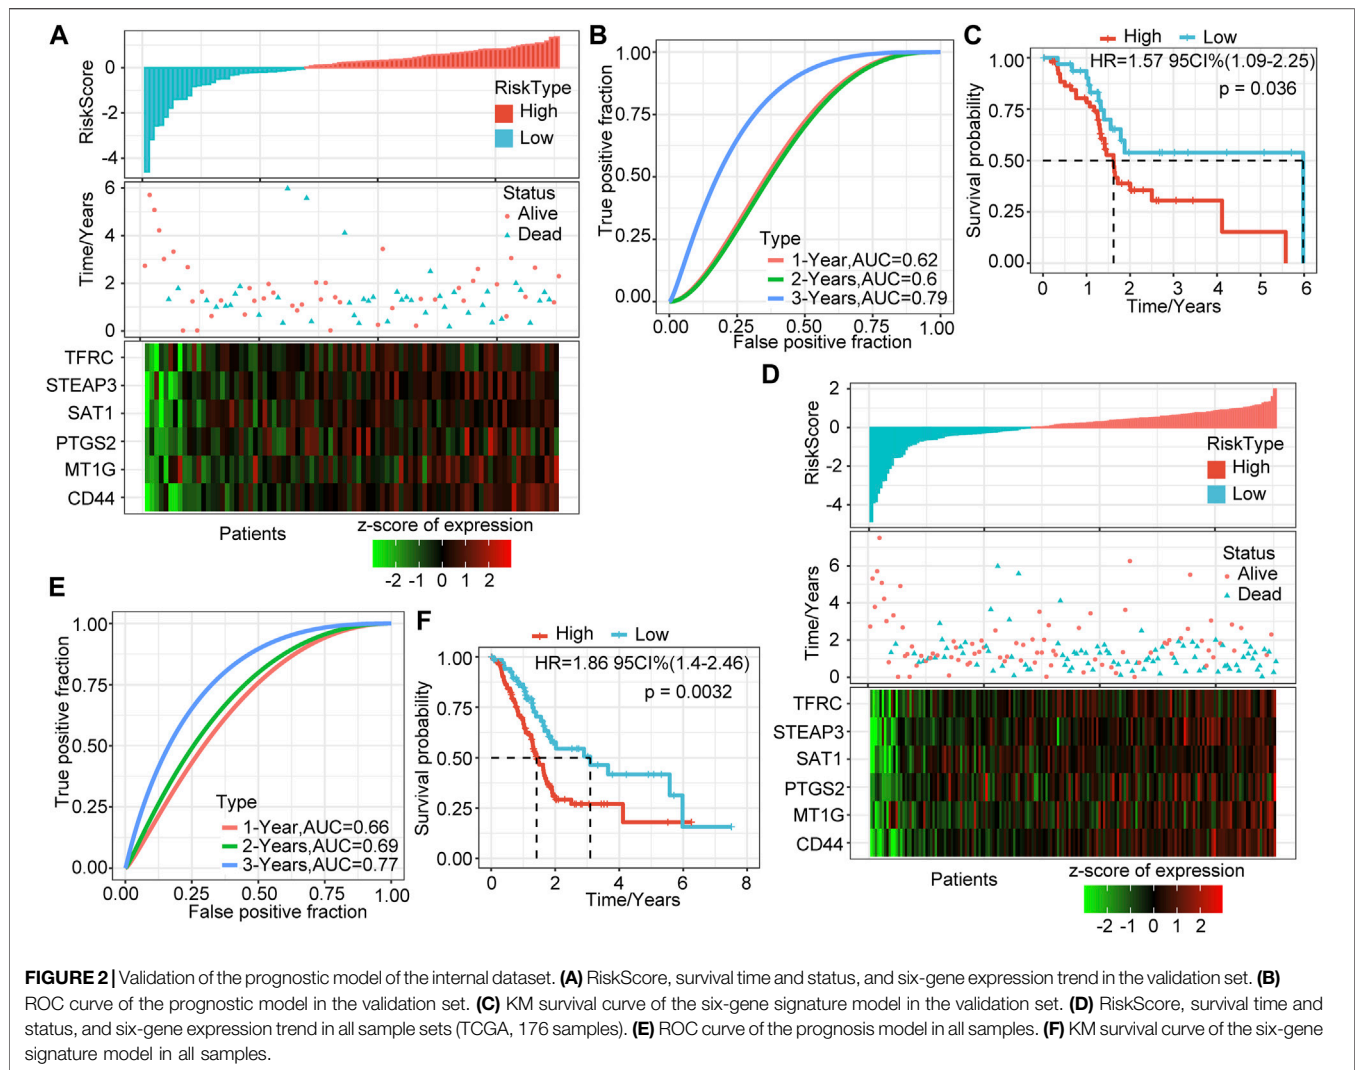 A
0
-2
-4
RiskScore
RiskType
High
Low
6
4
2
0
Time/Years
Status
Alive
Dead
TFRC
STEAP3
SAT1
PTGS2
MT1G
CD44
Patients
z-score of expression
-2 -1 0 1 2
B
1.00
0.75
0.50
0.25
0.00
True positive fraction
Type
1-Year,AUC=0.62
2-Years,AUC=0.6
3-Years,AUC=0.79
0.00 0.25 0.50 0.75 1.00
False positive fraction
C
High Low
HR=1.57 95CI%(1.09-2.25)
p = 0.036
1.00
0.75
0.50
0.25
0.00
Survival probability
0 1 2 3 4 5 6
Time/Years
D
2
0
-2
-4
RiskScore
RiskType
High
Low
6
4
2
0
Time/Years
Status
Alive
Dead
TFRC
STEAP3
SAT1
PTGS2
MT1G
CD44
Patients
z-score of expression
-2 -1 0 1 2
E
1.00
0.75
0.50
0.25
0.00
True positive fraction
Type
1-Year,AUC=0.66
2-Years,AUC=0.69
3-Years,AUC=0.77
0.00 0.25 0.50 0.75 1.00
False positive fraction
F
High Low
HR=1.86 95CI%(1.4-2.46)
p = 0.0032
1.00
0.75
0.50
0.25
0.00
Survival probability
0 2 4 6 8
Time/Years
FIGURE 2 | Validation of the prognostic model of the internal dataset. (A) RiskScore, survival time and status, and six-gene expression trend in the validation set. (B)
ROC curve of the prognostic model in the validation set. (C) KM survival curve of the six-gene signature model in the validation set. (D) RiskScore, survival time and
status, and six-gene expression trend in all sample sets (TCGA, 176 samples). (E) ROC curve of the prognosis model in all samples. (F) KM survival curve of the six-gene
signature model in all samples.